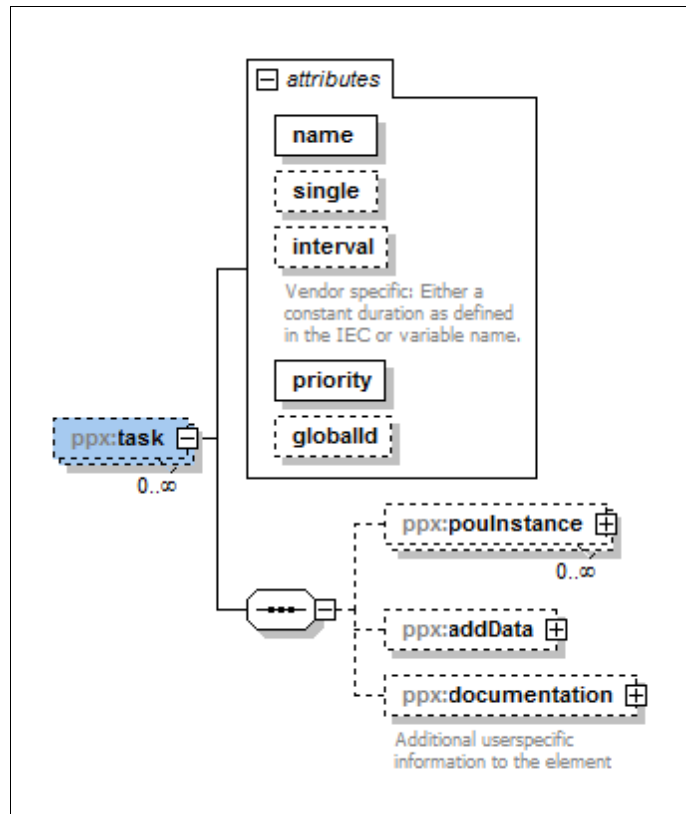 attributes
name
single
interval
Vendor specific: Either a
constant duration as defined
in the IEC or variable name.
priority
globalId
ppx:task
0..∞
ppx:pouInstance
0..∞
ppx:addData
ppx:documentation
Additional userspecific
information to the element